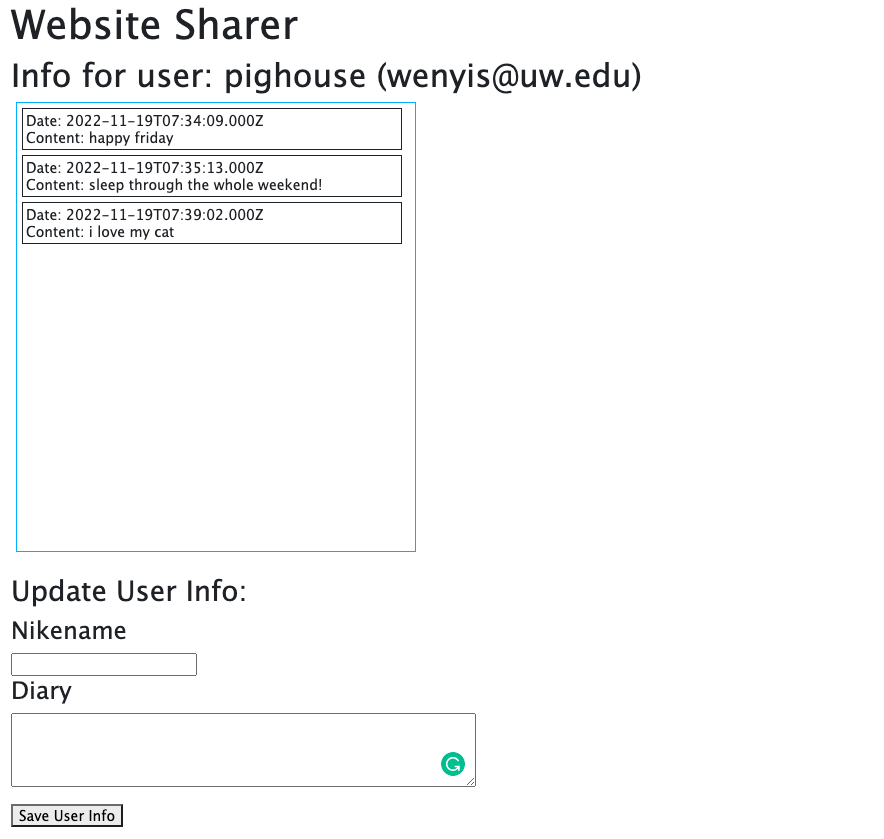 Website Sharer
Info for user: pighouse (wenyis@uw.edu)
Date: 2022-11-19T07:34:09.000Z
Content: happy friday
Date: 2022-11-19T07:35:13.000Z
Content: sleep through the whole weekend!
Date: 2022-11-19T07:39:02.000Z
Content: i love my cat
Update User Info:
Nikename
Diary
Save User Info